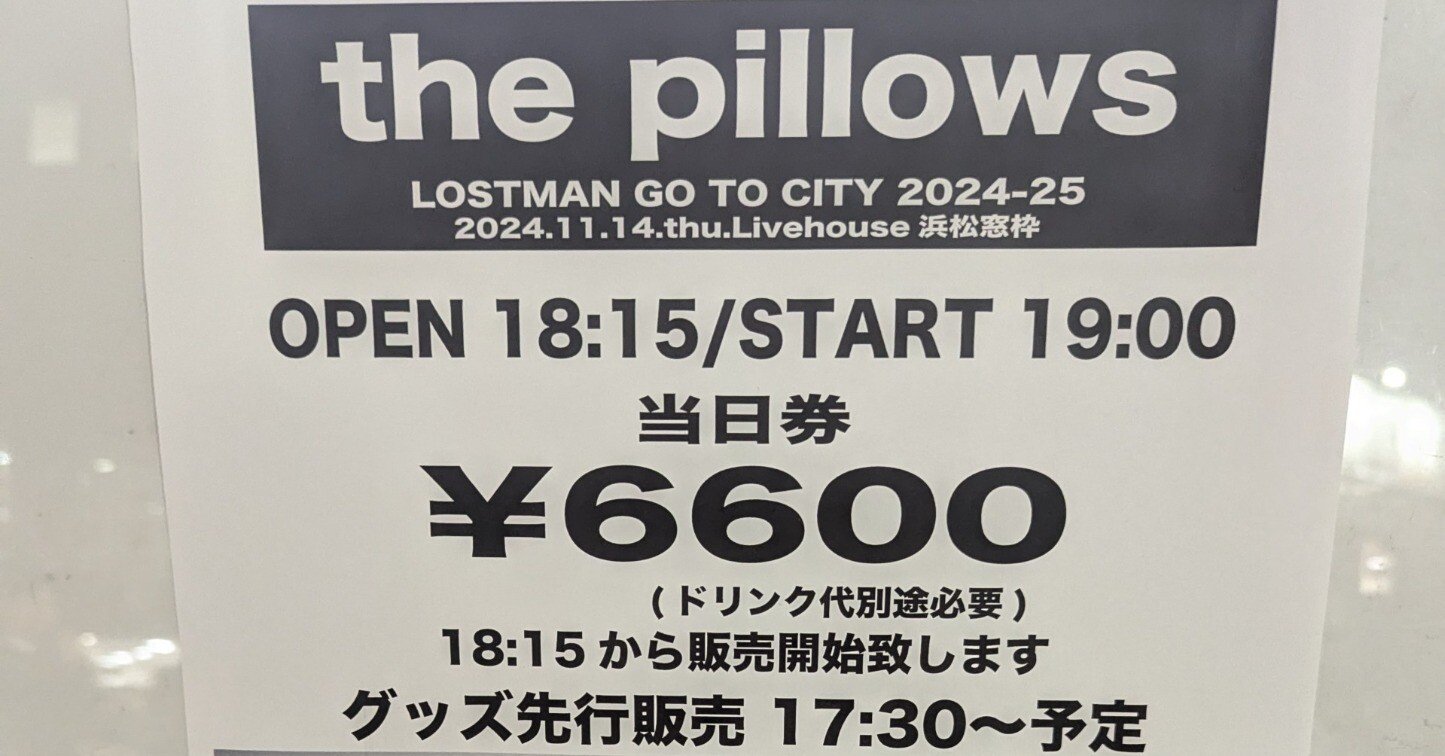 the pillows
LOSTMAN GO TO CITY 2024-25
2024.11.14.thu.Livehouse 浜松窓枠
OPEN 18:15/START 19:00
当日券
¥6600
(ドリンク代別途必要)
18:15から販売開始致します
グッズ先行販売 17:30〜予定